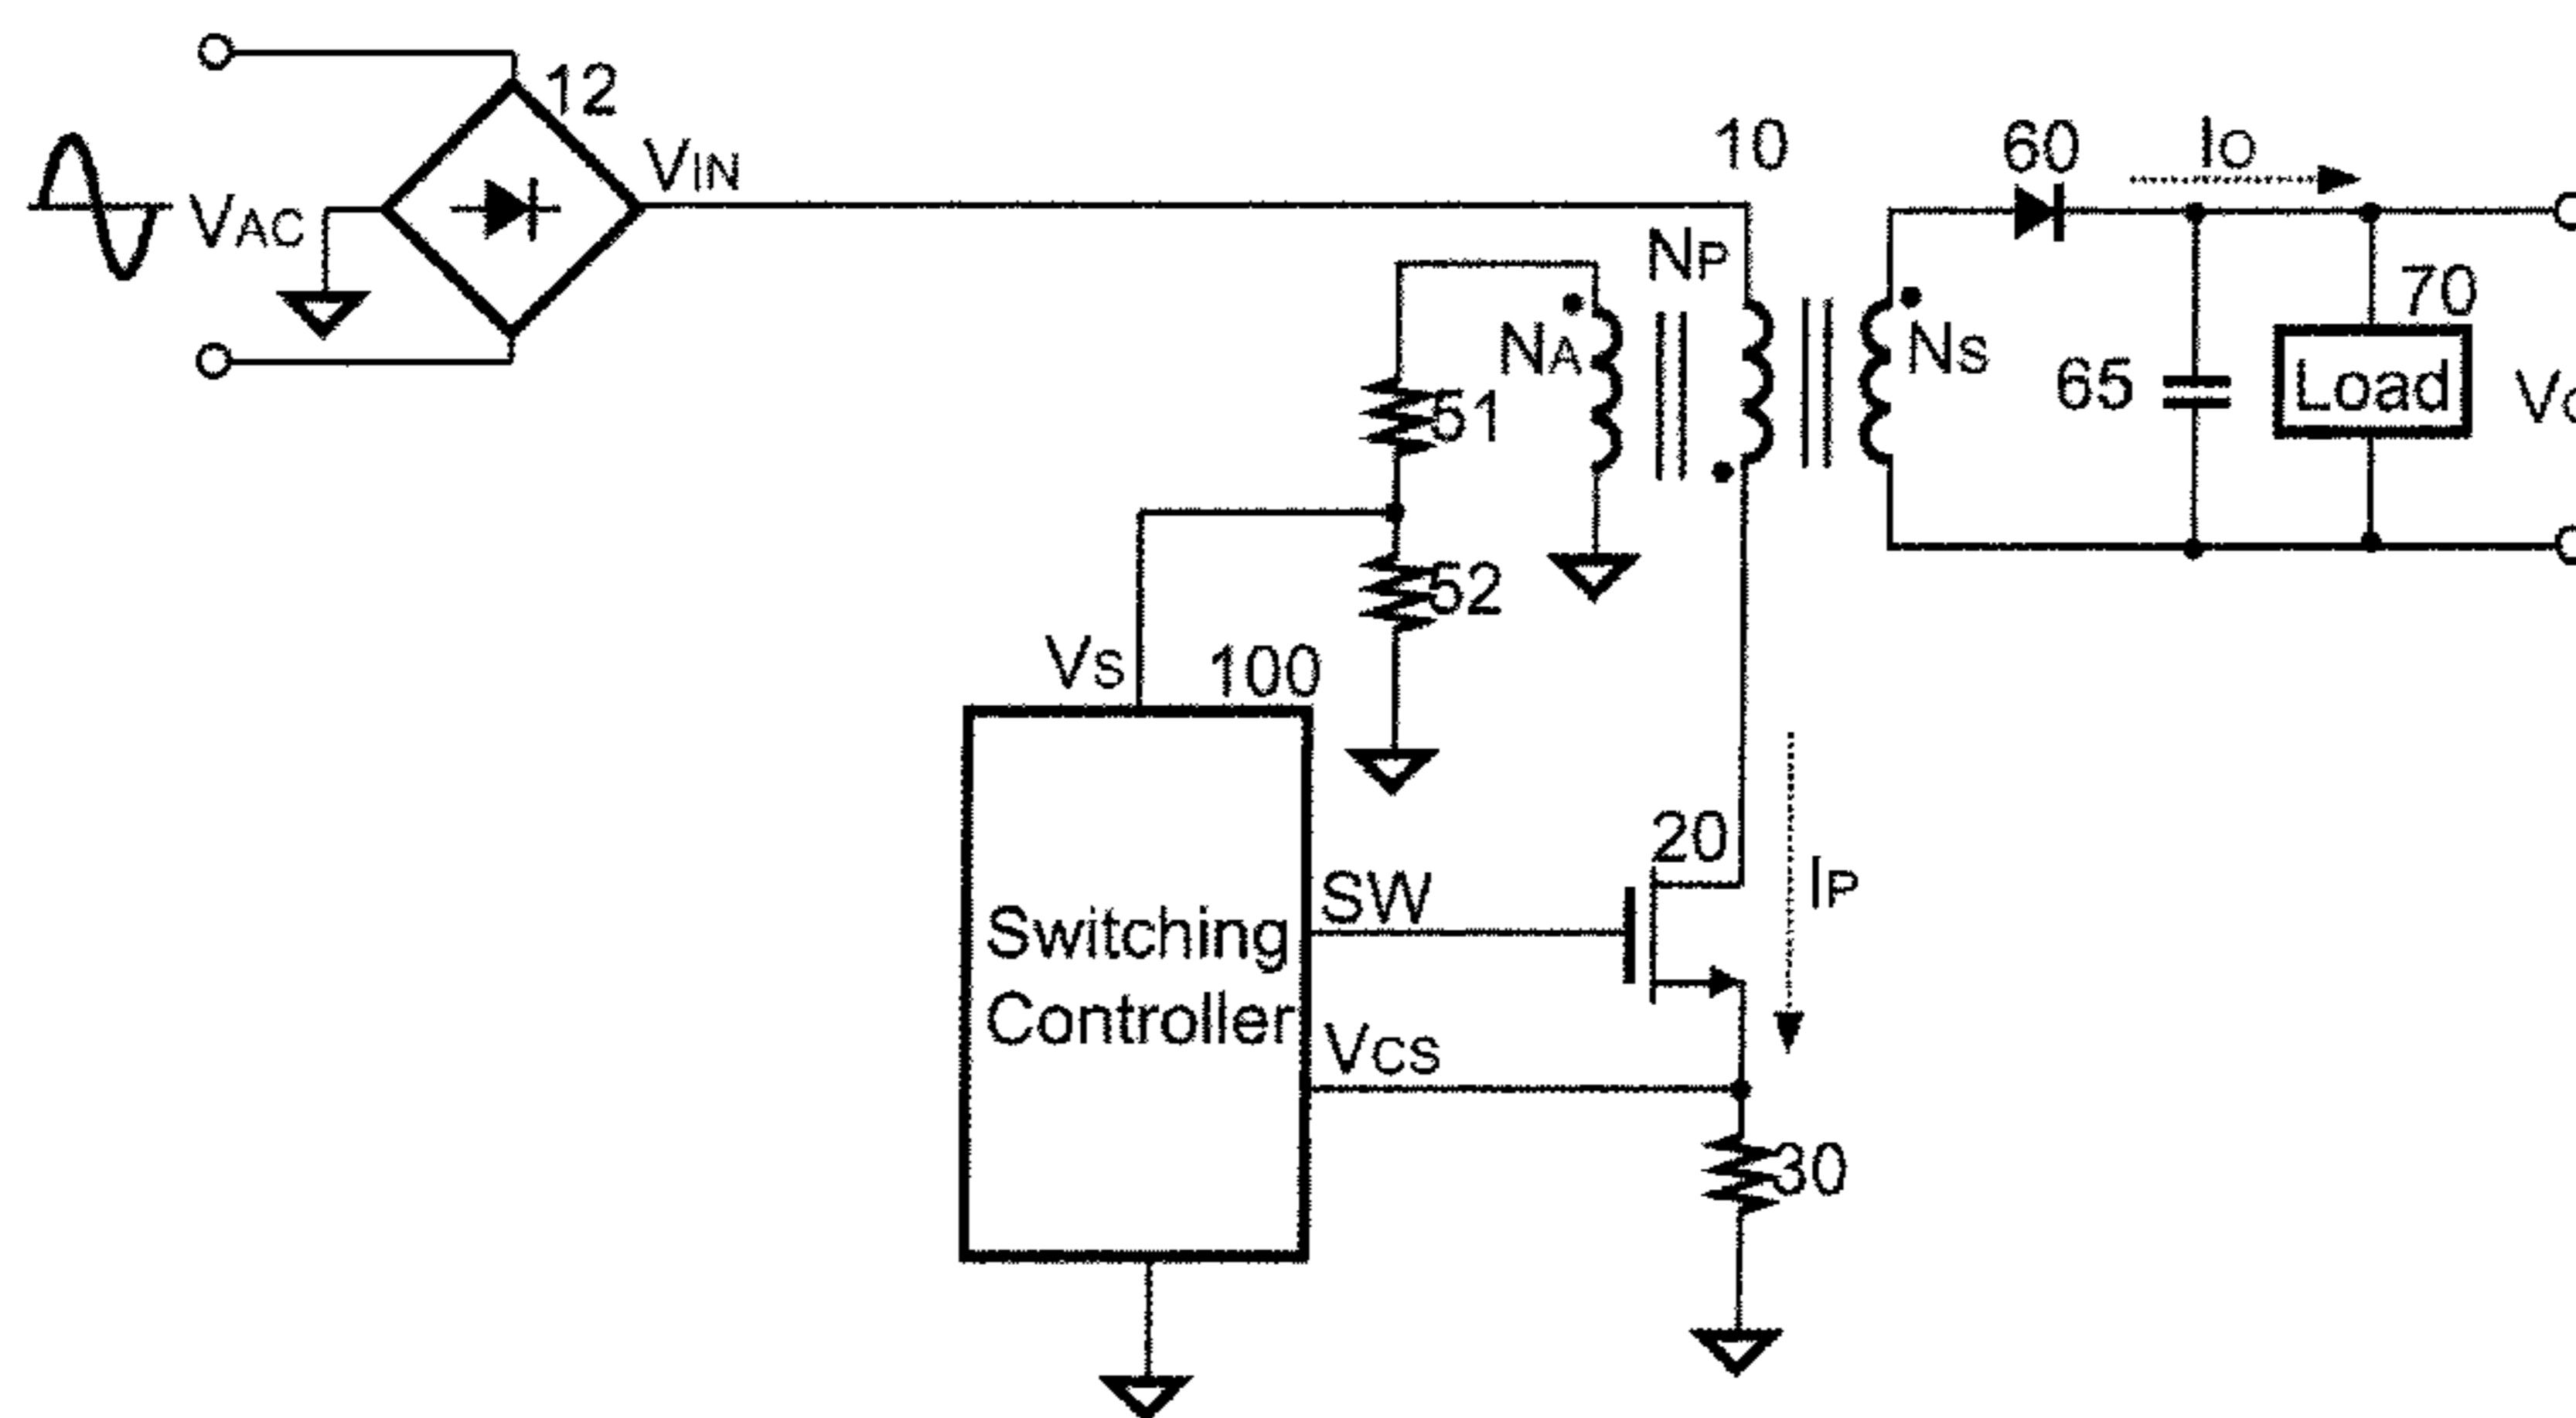 12
VIN
VAC
10
60
IO
NP
NA
NS
51
65
70
Load
52
VS
100
20
SW
IP
Switching
Controller
VCS
30